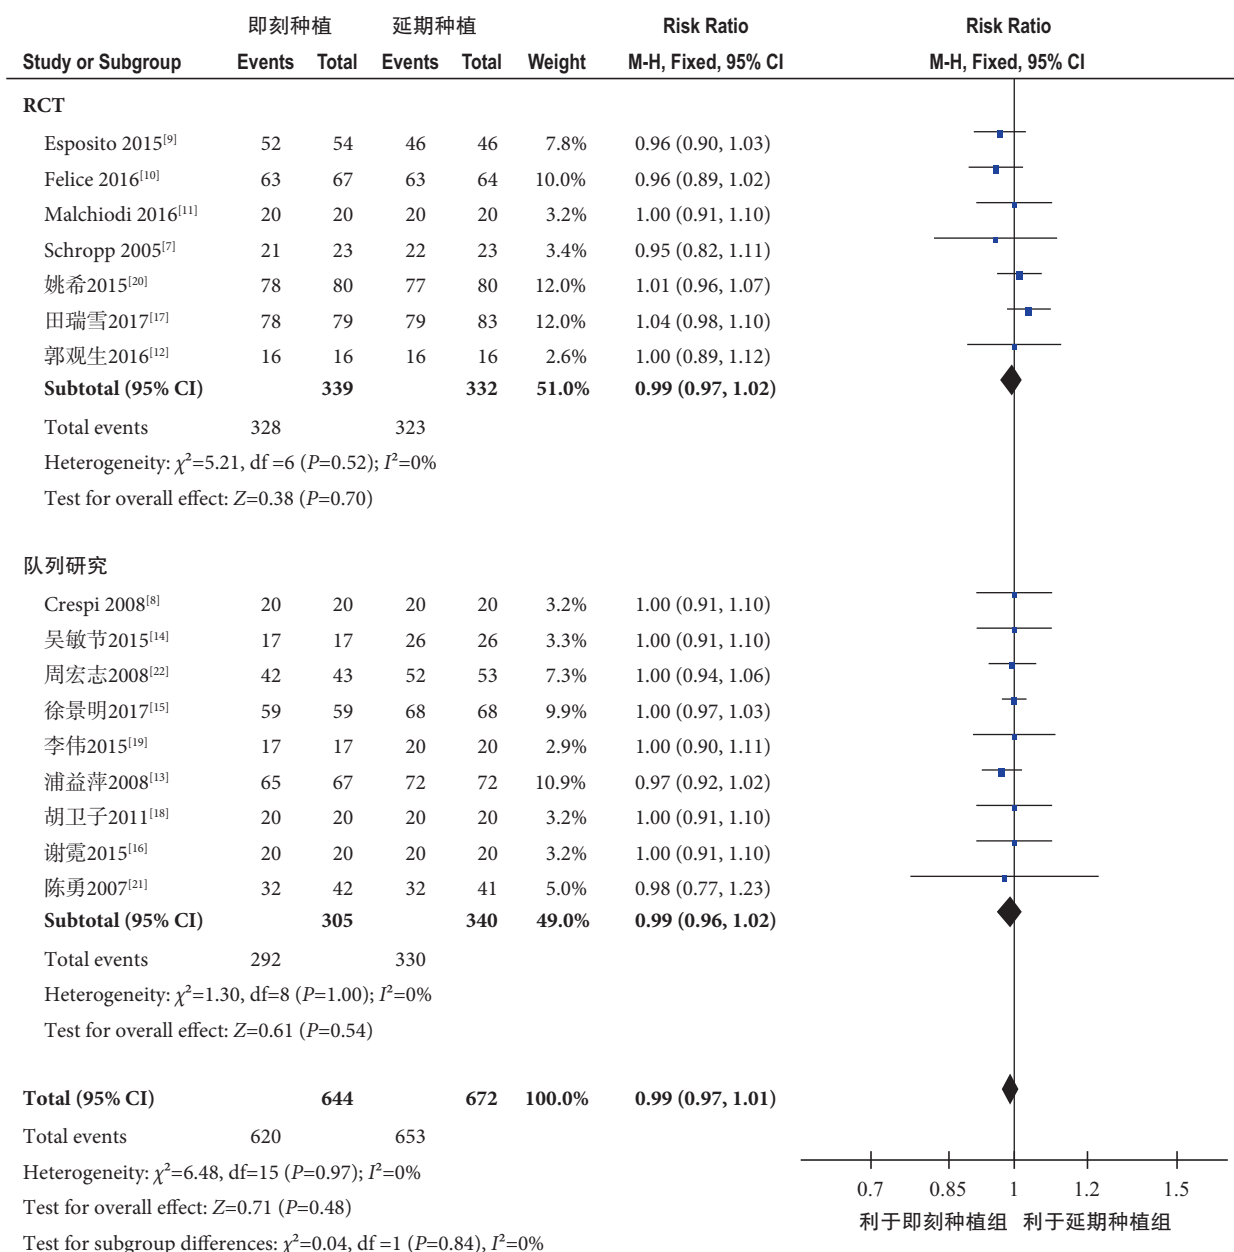 即刻种植 延期种植 Risk Ratio Risk Ratio
Study or Subgroup Events Total Events Total Weight M-H, Fixed, 95% CI M-H, Fixed, 95% CI
RCT
Esposito 2015[9] 52 54 46 46 7.8% 0.96 (0.90, 1.03)
Felice 2016[10] 63 67 63 64 10.0% 0.96 (0.89, 1.02)
Malchiodi 2016[11] 20 20 20 20 3.2% 1.00 (0.91, 1.10)
Schropp 2005[7] 21 23 22 23 3.4% 0.95 (0.82, 1.11)
姚希2015[20] 78 80 77 80 12.0% 1.01 (0.96, 1.07)
田瑞雪2017[17] 78 79 79 83 12.0% 1.04 (0.98, 1.10)
郭观生2016[12] 16 16 16 16 2.6% 1.00 (0.89, 1.12)
Subtotal (95% CI) 339 332 51.0% 0.99 (0.97, 1.02)
Total events 328 323
Heterogeneity: χ²=5.21, df =6 (P=0.52); I²=0%
Test for overall effect: Z=0.38 (P=0.70)
队列研究
Crespi 2008[8] 20 20 20 20 3.2% 1.00 (0.91, 1.10)
吴敏节2015[14] 17 17 26 26 3.3% 1.00 (0.91, 1.10)
周宏志2008[22] 42 43 52 53 7.3% 1.00 (0.94, 1.06)
徐景明2017[15] 59 59 68 68 9.9% 1.00 (0.97, 1.03)
李伟2015[19] 17 17 20 20 2.9% 1.00 (0.90, 1.11)
浦益萍2008[13] 65 67 72 72 10.9% 0.97 (0.92, 1.02)
胡卫子2011[18] 20 20 20 20 3.2% 1.00 (0.91, 1.10)
谢霓2015[16] 20 20 20 20 3.2% 1.00 (0.91, 1.10)
陈勇2007[21] 32 42 32 41 5.0% 0.98 (0.77, 1.23)
Subtotal (95% CI) 305 340 49.0% 0.99 (0.96, 1.02)
Total events 292 330
Heterogeneity: χ²=1.30, df=8 (P=1.00); I²=0%
Test for overall effect: Z=0.61 (P=0.54)
Total (95% CI) 644 672 100.0% 0.99 (0.97, 1.01)
Total events 620 653
Heterogeneity: χ²=6.48, df=15 (P=0.97); I²=0%
Test for overall effect: Z=0.71 (P=0.48)
Test for subgroup differences: χ²=0.04, df =1 (P=0.84), I²=0%
0.7 0.85 1 1.2 1.5
利于即刻种植组 利于延期种植组